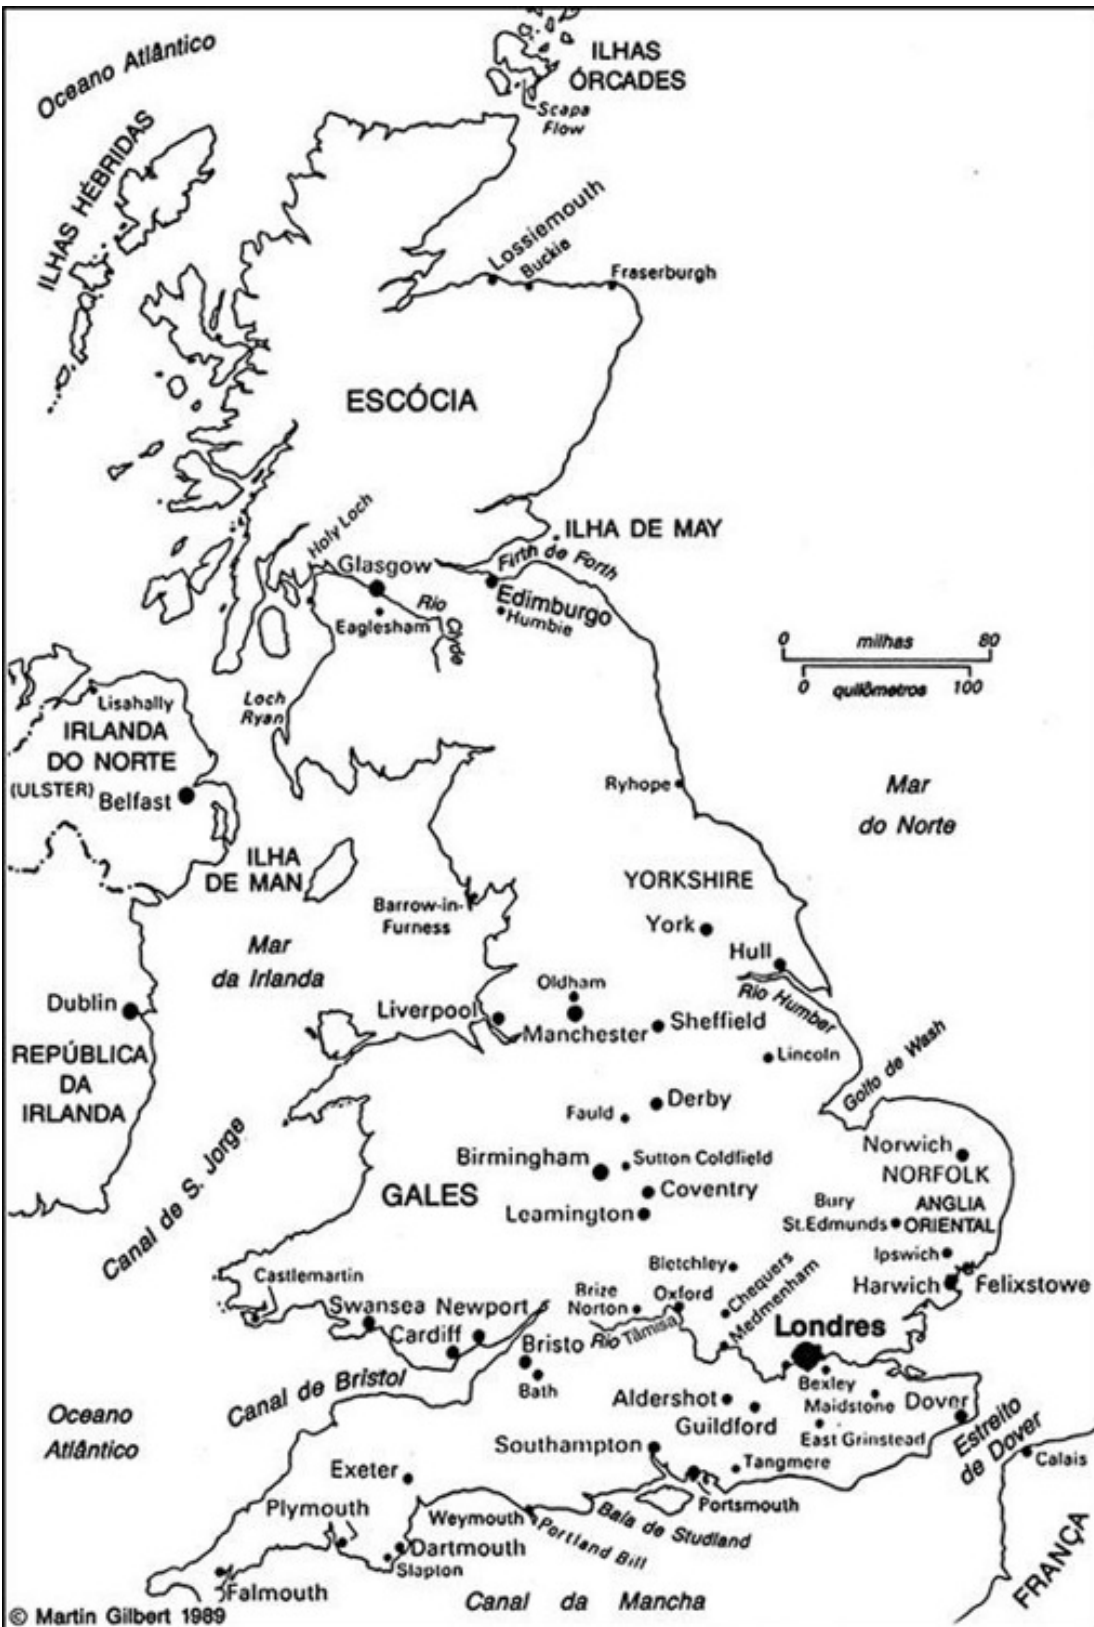 Oceano Atlântico
ILHAS
ÓRCADES
Scapa
Flow
ILHAS HÉBRIDAS
Lossiemouth
Buckie
Fraserburgh
ESCÓCIA
ILHA DE MAY
Holy Loch
Glasgow
Firth de Forth
Edimburgo
Humbie
Rio
Clyde
Eaglesham
0 milhas 80
0 quilômetros 100
Loch
Ryan
Lisahally
IRLANDA
DO NORTE
(ULSTER)
Belfast
Ryhope
Mar
do Norte
ILHA
DE MAN
YORKSHIRE
Barrow-in-
Furness
York
Hull
Mar
da Irlanda
Rio Humber
Dublin
Oldham
Liverpool
Manchester
Sheffield
Lincoln
REPÚBLICA
DA
IRLANDA
Golfo de Wash
Fauld
Derby
Canal de S. Jorge
Norwich
NORFOLK
Birmingham
Sutton Coldfield
GALES
Coventry
Leamington
Bury
St.Edmunds
ANGLIA
ORIENTAL
Ipswich
Bletchley
Harwich
Felixstowe
Castlemartin
Swansea
Newport
Cardiff
Brize
Norton
Oxford
Chequers
Medmenham
Rio Tâmisa
Londres
Bristo
Bath
Canal de Bristol
Bexley
Maidstone
Dover
Aldershot
Guildford
East Grinstead
Estreito
de Dover
Calais
Oceano
Atlântico
Southampton
Tangmere
Exeter
Portsmouth
Plymouth
Weymouth
Portland Bill
Baía de Studland
Dartmouth
Slapton
Falmouth
Canal da Mancha
FRANÇA
© Martin Gilbert 1989